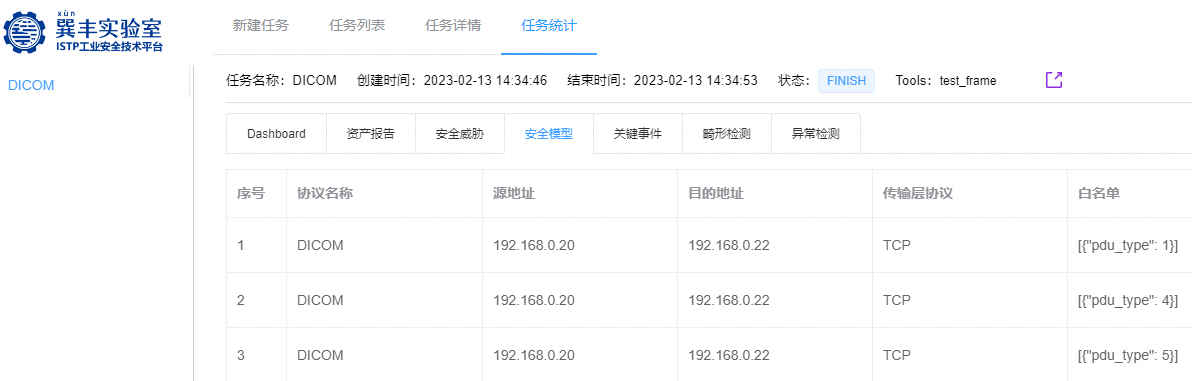 xùn
巽丰实验室
ISTP工业安全技术平台
新建任务 任务列表 任务详情 任务统计
DICOM
任务名称：DICOM 创建时间：2023-02-13 14:34:46 结束时间：2023-02-13 14:34:53 状态： FINISH Tools：test_frame
Dashboard 资产报告 安全威胁 安全模型 关键事件 畸形检测 异常检测
序号 协议名称 源地址 目的地址 传输层协议 白名单
1 DICOM 192.168.0.20 192.168.0.22 TCP [{"pdu_type": 1}]
2 DICOM 192.168.0.20 192.168.0.22 TCP [{"pdu_type": 4}]
3 DICOM 192.168.0.20 192.168.0.22 TCP [{"pdu_type": 5}]